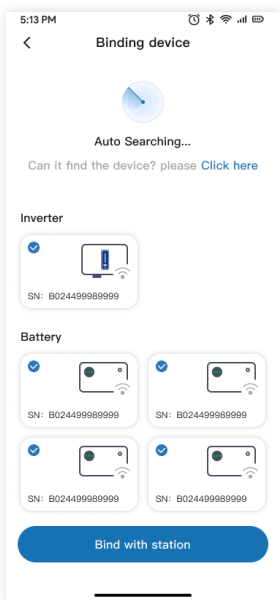 5:13 PM
Binding device
Auto Searching...
Can it find the device? please Click here
Inverter
SN: B024499989999
Battery
SN: B024499989999 SN: B024499989999
SN: B024499989999 SN: B024499989999
Bind with station